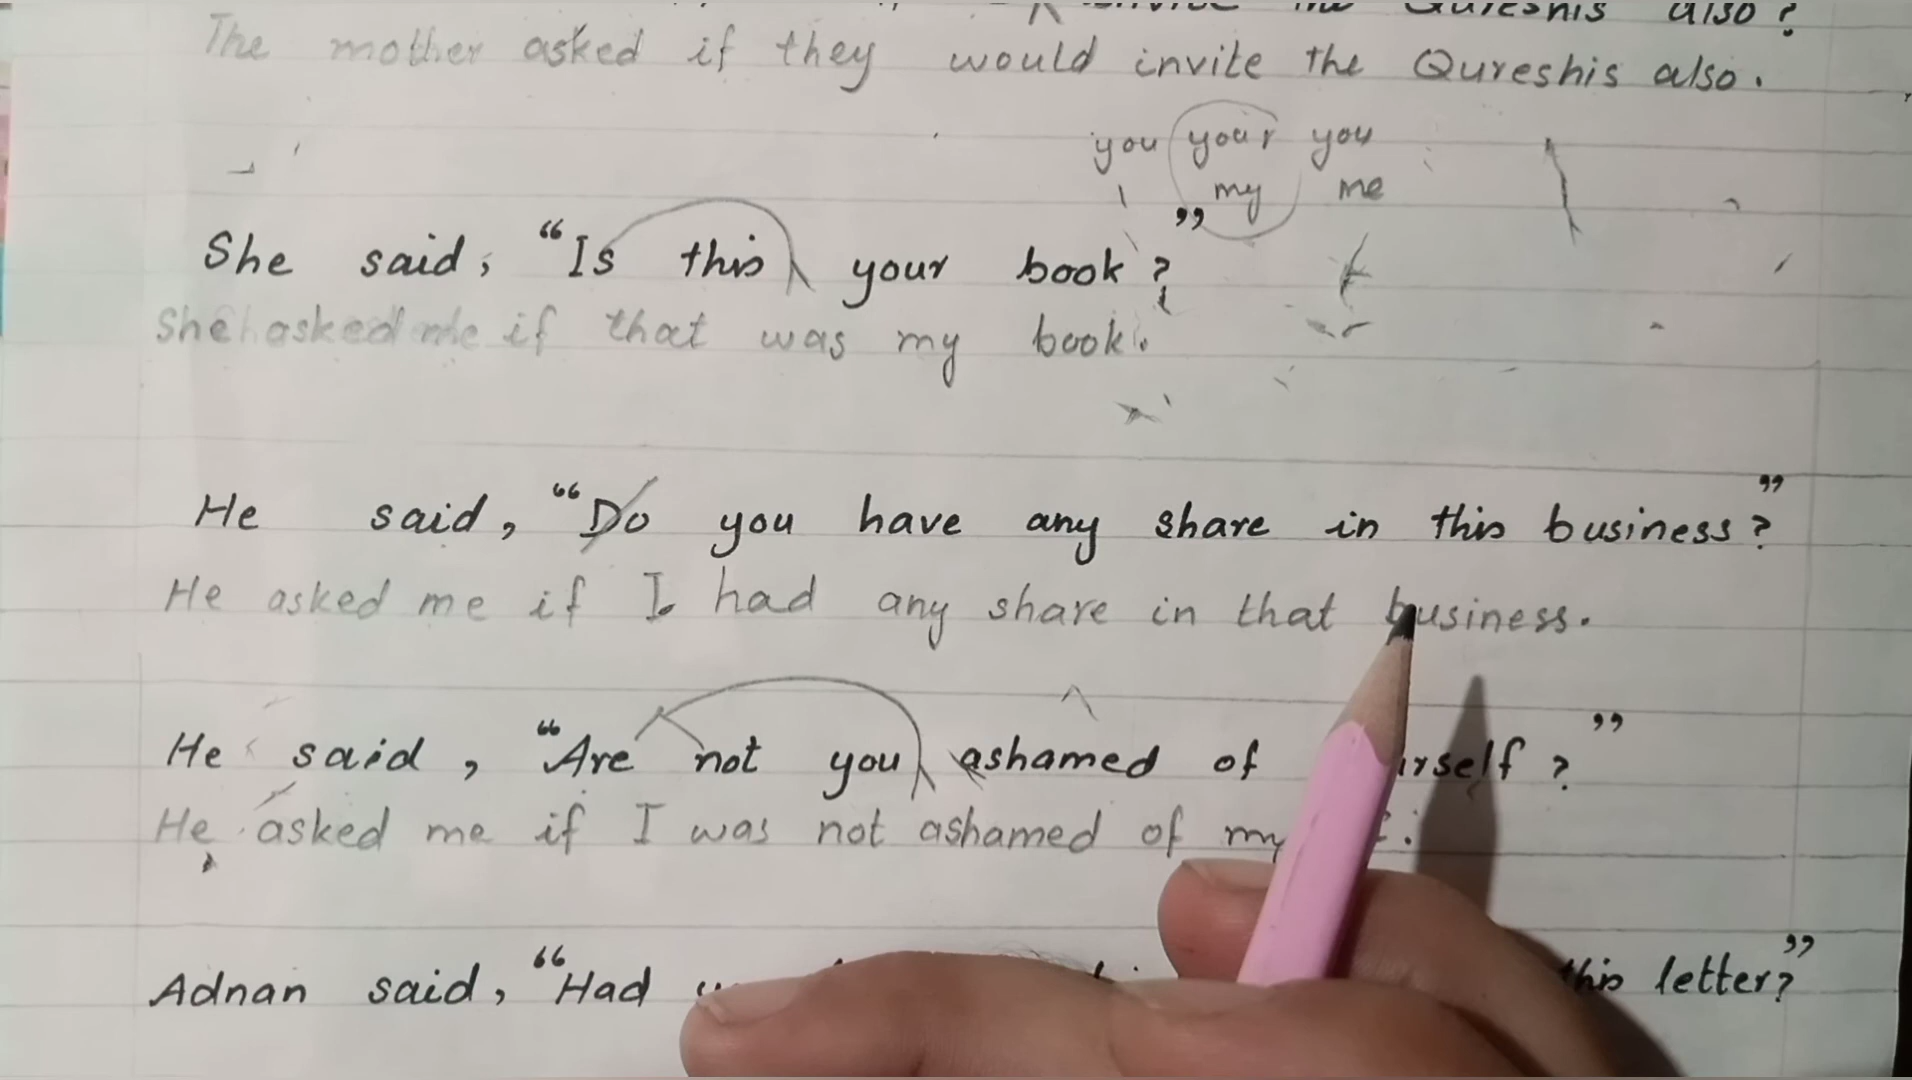 Qureshis also?
The mother asked if they would invite the Qureshis also.
you your you
my me
She said, “Is this your book?”
She asked me if that was my book.
He said, “Do you have any share in this business?”
He asked me if I had any share in that business.
He said, “Are not you ashamed of ?”
He asked me if I was not ashamed of
Adnan said, “Had this letter?”